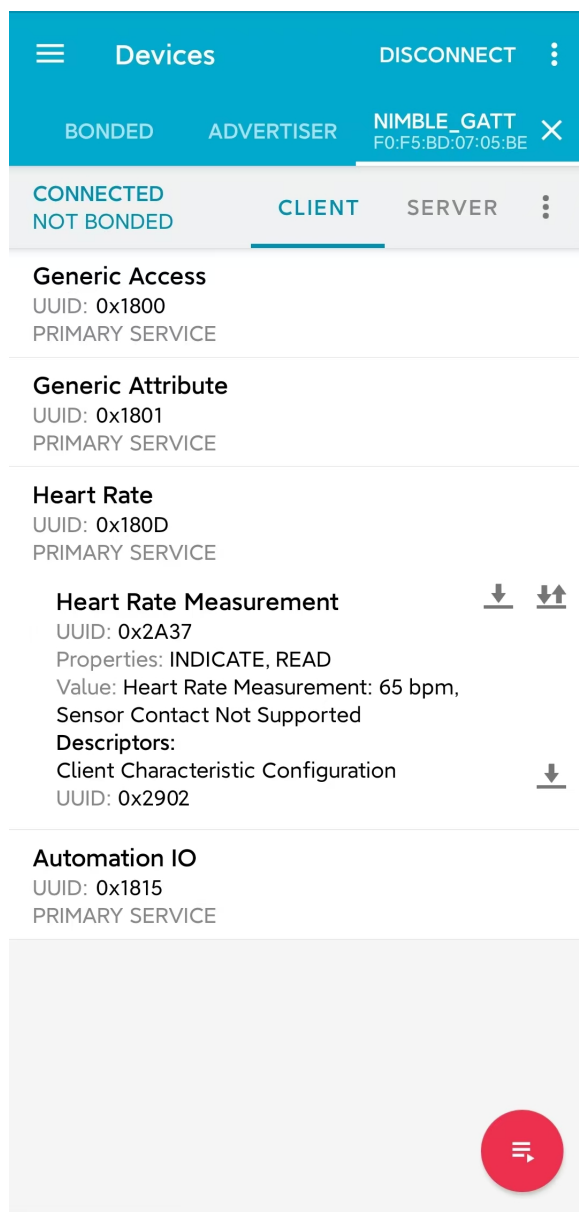 Devices
DISCONNECT
BONDED
ADVERTISER
NIMBLE_GATT
F0:F5:BD:07:05:BE
CONNECTED
NOT BONDED
CLIENT
SERVER
Generic Access
UUID: 0x1800
PRIMARY SERVICE
Generic Attribute
UUID: 0x1801
PRIMARY SERVICE
Heart Rate
UUID: 0x180D
PRIMARY SERVICE
Heart Rate Measurement
UUID: 0x2A37
Properties: INDICATE, READ
Value: Heart Rate Measurement: 65 bpm,
Sensor Contact Not Supported
Descriptors:
Client Characteristic Configuration
UUID: 0x2902
Automation IO
UUID: 0x1815
PRIMARY SERVICE